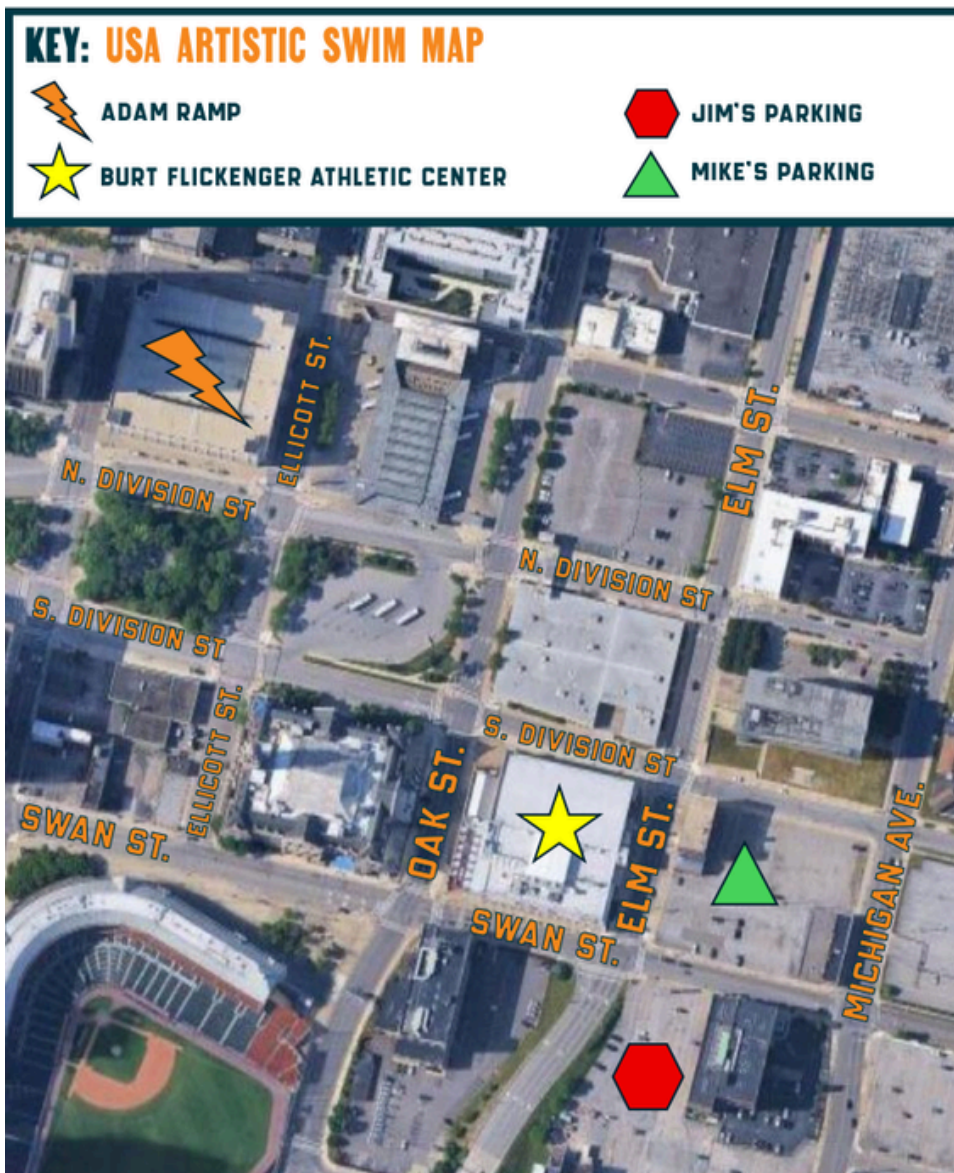 KEY: USA ARTISTIC SWIM MAP
ADAM RAMP
JIM'S PARKING
BURT FLICKENGER ATHLETIC CENTER
MIKE'S PARKING
ELLICOTT ST.
ELM ST.
N. DIVISION ST
N. DIVISION ST
S. DIVISION ST
ELLICOTT ST.
S. DIVISION ST
OAK ST.
SWAN ST.
ELM ST.
MICHIGAN AVE.
SWAN ST.